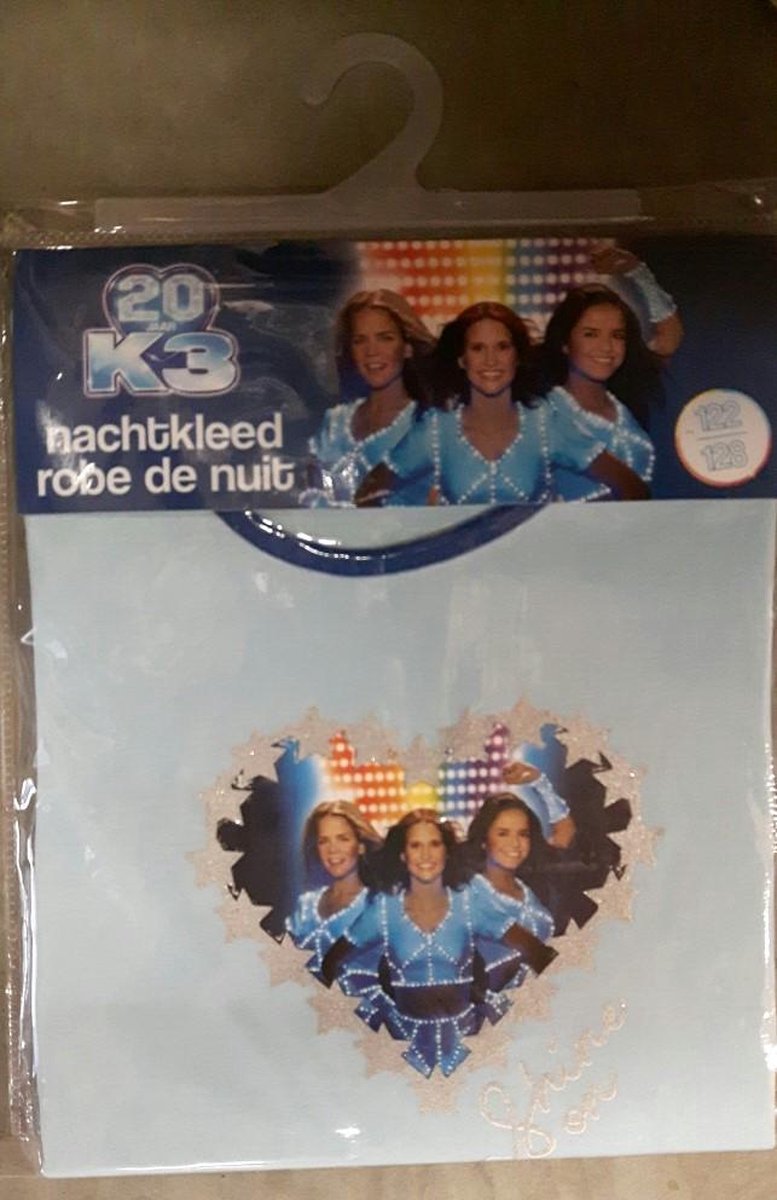 20
JAAR
K3
nachtkleed
robe de nuit
122
128
Shine
on